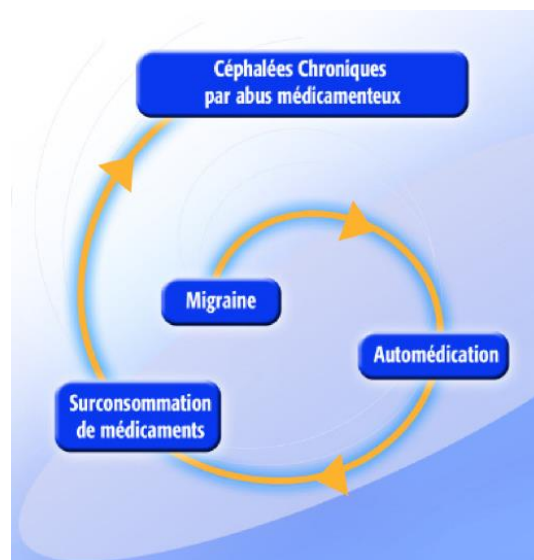 Céphalées Chroniques
par abus médicamenteux
Migraine
Automédication
Surconsommation
de médicaments